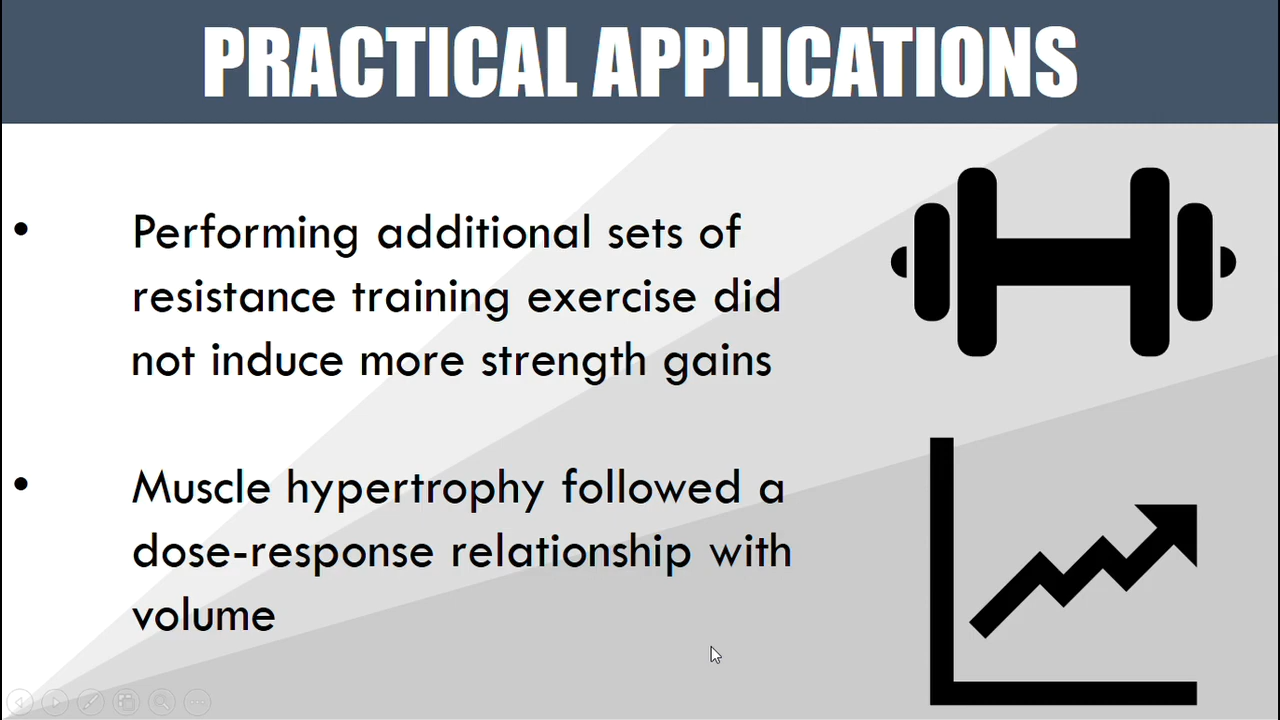 PRACTICAL APPLICATIONS
• Performing additional sets of
resistance training exercise did
not induce more strength gains
• Muscle hypertrophy followed a
dose-response relationship with
volume